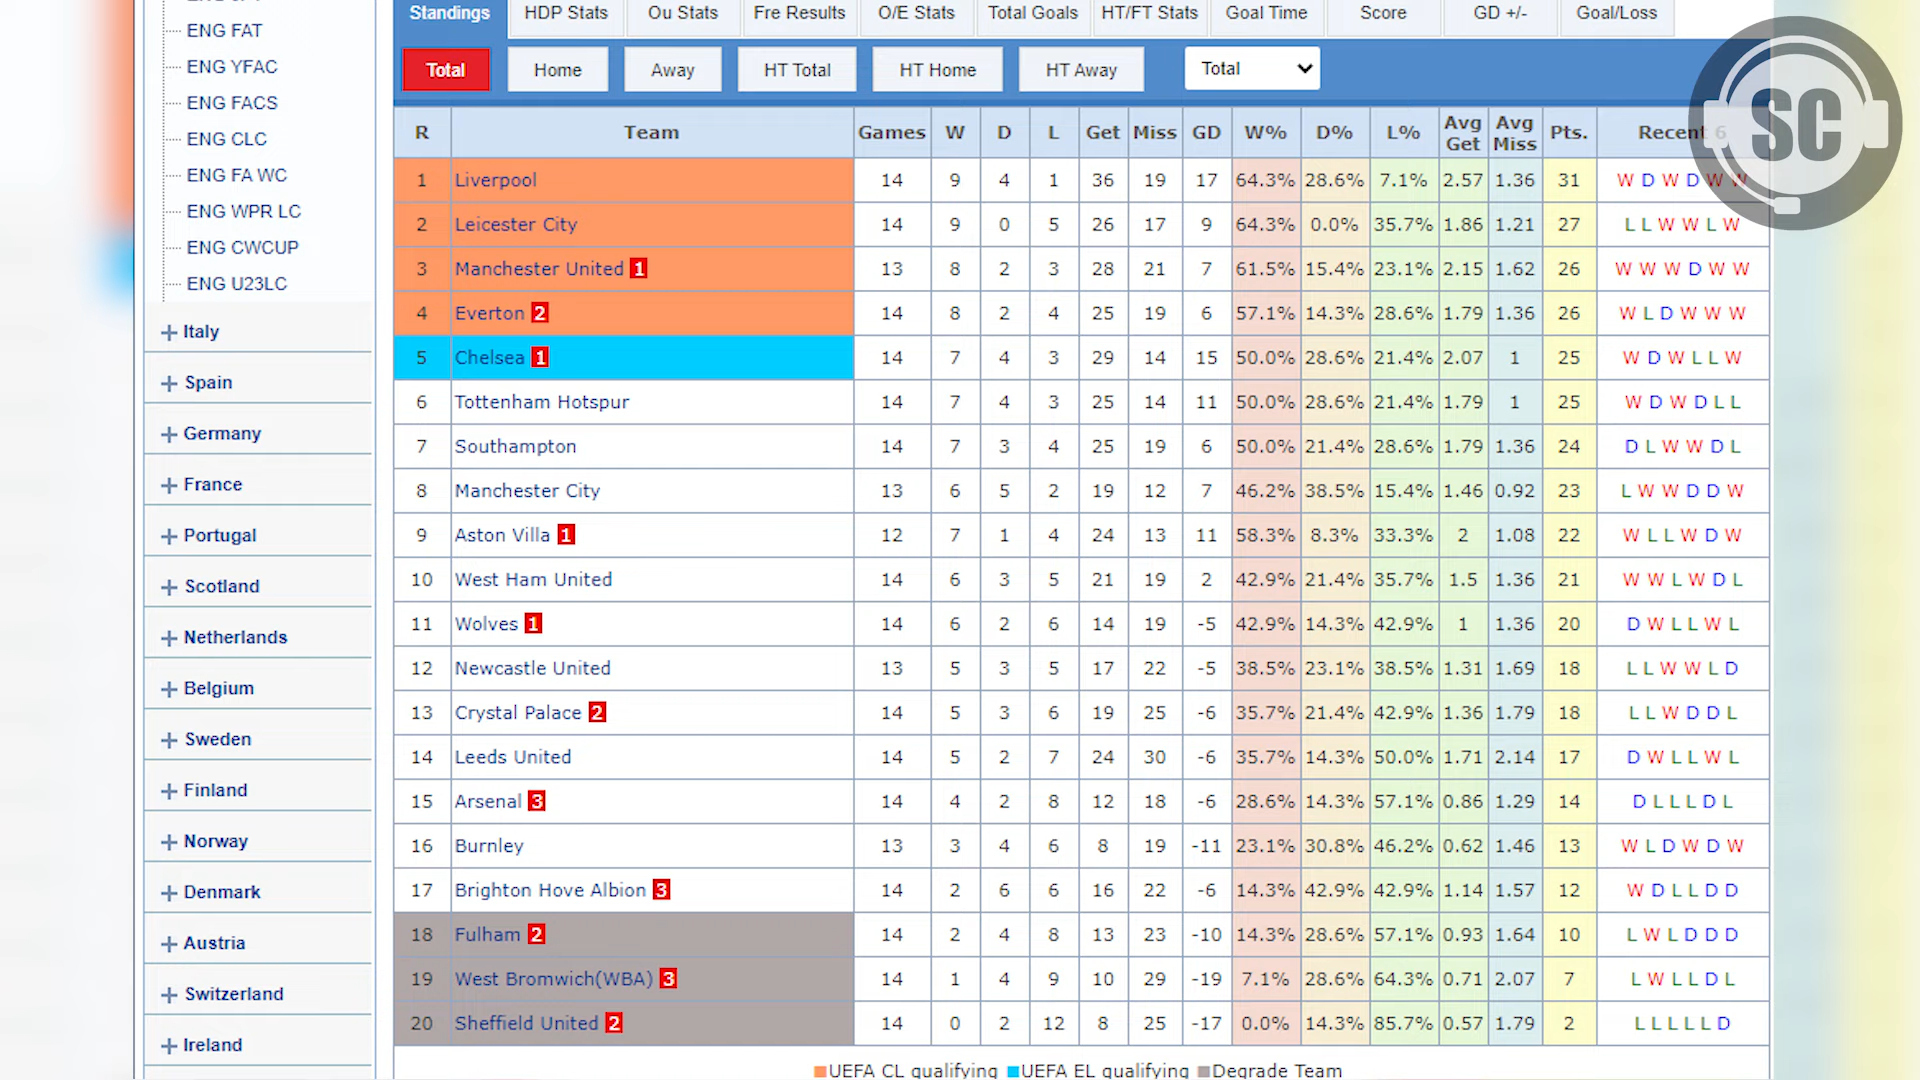 Standings HDP Stats Ou Stats Fre Results O/E Stats Total Goals HT/FT Stats Goal Time Score GD +/- Goal/Loss
Total Home Away HT Total HT Home HT Away Total
SC
ENG FAT
ENG YFAC
ENG FACS
ENG CLC
ENG FA WC
ENG WPR LC
ENG CWCUP
ENG U23LC
Italy
Spain
Germany
France
Portugal
Scotland
Netherlands
Belgium
Sweden
Finland
Norway
Denmark
Austria
Switzerland
Ireland
R Team Games W D L Get Miss GD W% D% L% Avg Get Avg Miss Pts. Recent 6
1 Liverpool 14 9 4 1 36 19 17 64.3% 28.6% 7.1% 2.57 1.36 31 W D W D W W
2 Leicester City 14 9 0 5 26 17 9 64.3% 0.0% 35.7% 1.86 1.21 27 L L W W L W
3 Manchester United 1 13 8 2 3 28 21 7 61.5% 15.4% 23.1% 2.15 1.62 26 W W W D W W
4 Everton 2 14 8 2 4 25 19 6 57.1% 14.3% 28.6% 1.79 1.36 26 W L D W W W
5 Chelsea 1 14 7 4 3 29 14 15 50.0% 28.6% 21.4% 2.07 1 25 W D W L L W
6 Tottenham Hotspur 14 7 4 3 25 14 11 50.0% 28.6% 21.4% 1.79 1 25 W D W D L L
7 Southampton 14 7 3 4 25 19 6 50.0% 21.4% 28.6% 1.79 1.36 24 D L W W D L
8 Manchester City 13 6 5 2 19 12 7 46.2% 38.5% 15.4% 1.46 0.92 23 L W W D D W
9 Aston Villa 1 12 7 1 4 24 13 11 58.3% 8.3% 33.3% 2 1.08 22 W L L W D W
10 West Ham United 14 6 3 5 21 19 2 42.9% 21.4% 35.7% 1.5 1.36 21 W W L W D L
11 Wolves 1 14 6 2 6 14 19 -5 42.9% 14.3% 42.9% 1 1.36 20 D W L L W L
12 Newcastle United 13 5 3 5 17 22 -5 38.5% 23.1% 38.5% 1.31 1.69 18 L L W W L D
13 Crystal Palace 2 14 5 3 6 19 25 -6 35.7% 21.4% 42.9% 1.36 1.79 18 L L W D D L
14 Leeds United 14 5 2 7 24 30 -6 35.7% 14.3% 50.0% 1.71 2.14 17 D W L L W L
15 Arsenal 3 14 4 2 8 12 18 -6 28.6% 14.3% 57.1% 0.86 1.29 14 D L L L D L
16 Burnley 13 3 4 6 8 19 -11 23.1% 30.8% 46.2% 0.62 1.46 13 W L D W D W
17 Brighton Hove Albion 3 14 2 6 6 16 22 -6 14.3% 42.9% 42.9% 1.14 1.57 12 W D L L D D
18 Fulham 2 14 2 4 8 13 23 -10 14.3% 28.6% 57.1% 0.93 1.64 10 L W L D D D
19 West Bromwich(WBA) 3 14 1 4 9 10 29 -19 7.1% 28.6% 64.3% 0.71 2.07 7 L W L L D L
20 Sheffield United 2 14 0 2 12 8 25 -17 0.0% 14.3% 85.7% 0.57 1.79 2 L L L L L D
UEFA CL qualifying UEFA EL qualifying Degrade Team